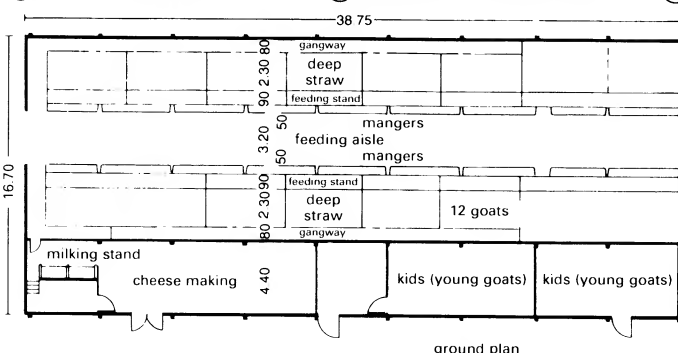 38 75
gangway
80
deep
straw
2.30
feeding stand
90
50
mangers
feeding aisle
3.20
mangers
50
16.70
feeding stand
90
deep
straw
2 30
12 goats
gangway
80
milking stand
cheese making
4 40
kids (young goats)
kids (young goats)
ground plan